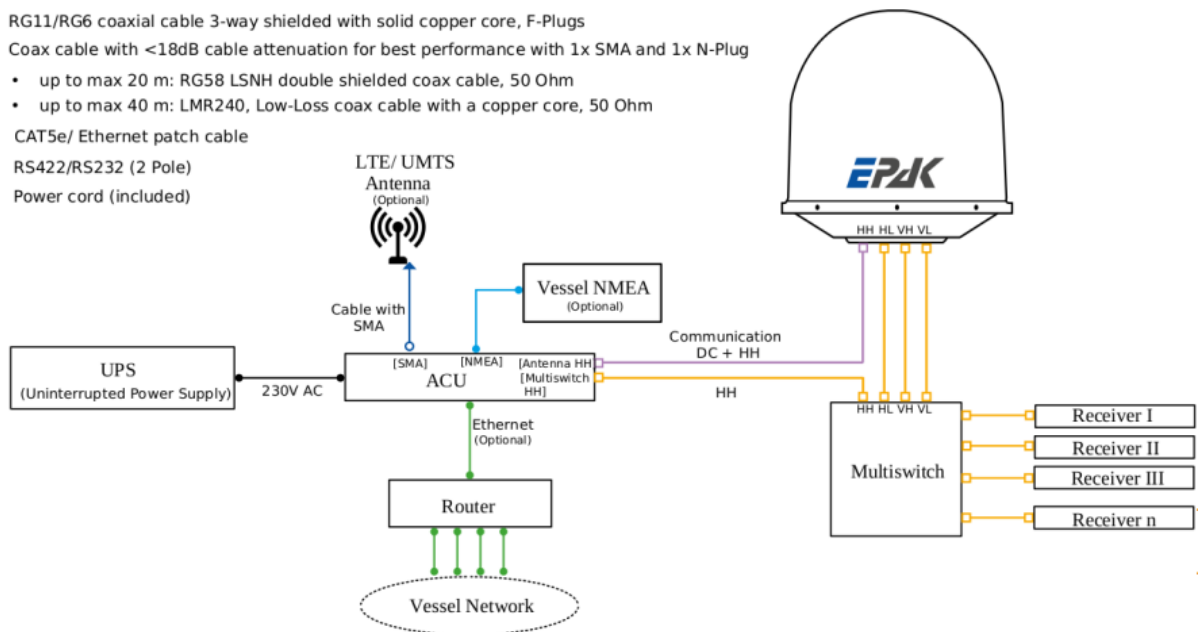 RG11/RG6 coaxial cable 3-way shielded with solid copper core, F-Plugs
Coax cable with <18dB cable attenuation for best performance with 1x SMA and 1x N-Plug
• up to max 20 m: RG58 LSNH double shielded coax cable, 50 Ohm
• up to max 40 m: LMR240, Low-Loss coax cable with a copper core, 50 Ohm
CAT5e/ Ethernet patch cable
RS422/RS232 (2 Pole)
Power cord (included)
LTE/ UMTS
Antenna
(Optional)
EPAK
HH HL VH VL
Vessel NMEA
(Optional)
Cable with
SMA
Communication
DC + HH
UPS
(Uninterrupted Power Supply)
230V AC
[SMA]
[NMEA]
[Antenna HH]
[Multiswitch
HH]
ACU
HH
HH HL VH VL
Multiswitch
Receiver I
Receiver II
Receiver III
Receiver n
Ethernet
(Optional)
Router
Vessel Network